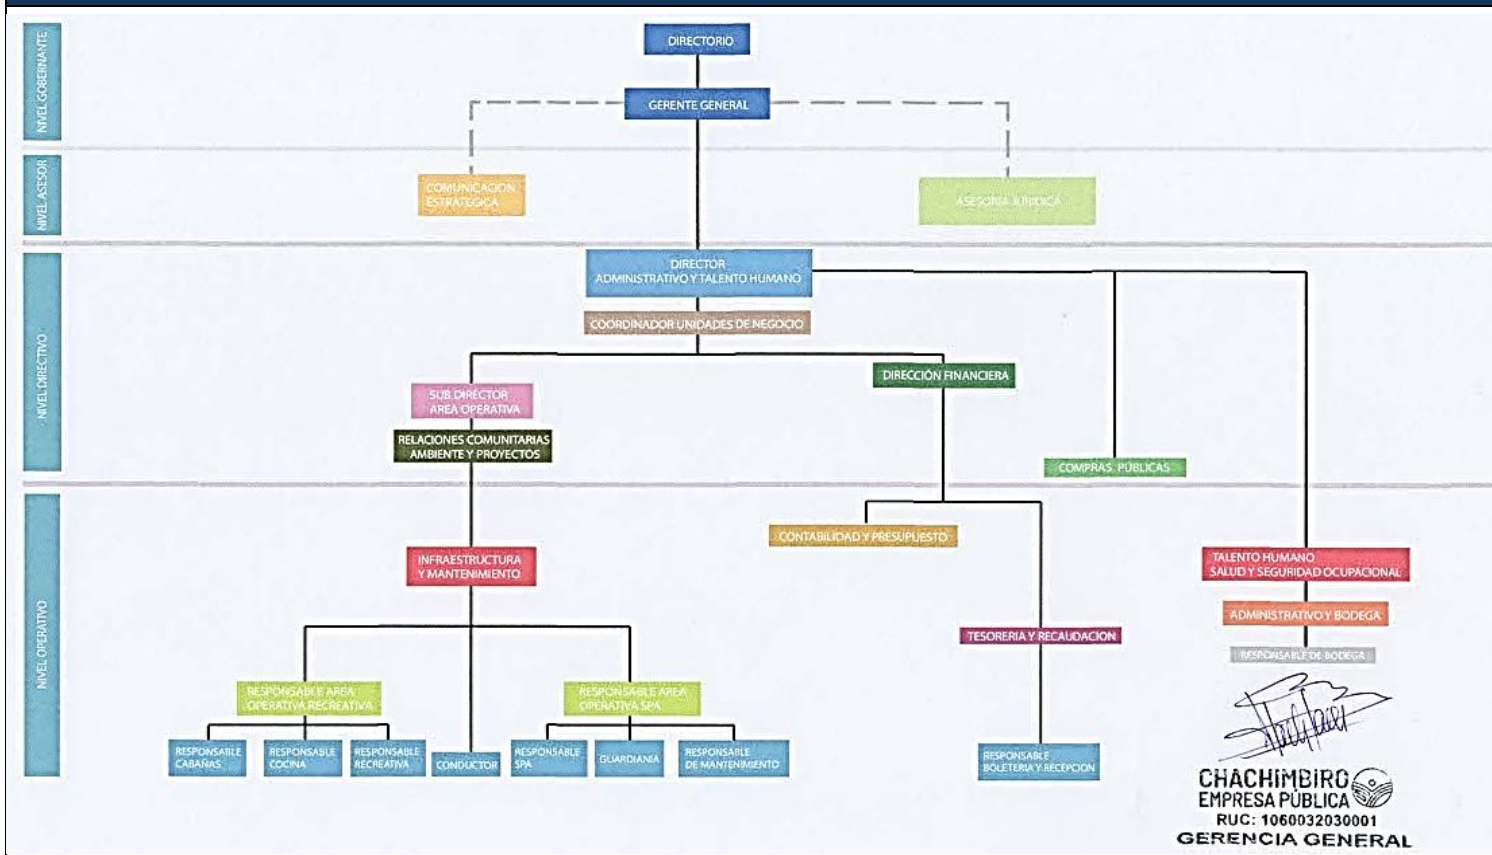 NIVEL GOBERNANTE
DIRECTORIO
GERENTE GENERAL
NIVEL ASESOR
COMUNICACIÓN
ESTRATEGICA
ASESORIA JURIDICA
NIVEL DIRECTIVO
DIRECTOR
ADMINISTRATIVO Y TALENTO HUMANO
COORDINADOR UNIDADES DE NEGOCIO
DIRECCIÓN FINANCIERA
SUB DIRECTOR
AREA OPERATIVA
RELACIONES COMUNITARIAS
AMBIENTE Y PROYECTOS
COMPRAS PÚBLICAS
NIVEL OPERATIVO
CONTABILIDAD Y PRESUPUESTO
INFRAESTRUCTURA
Y MANTENIMIENTO
TALENTO HUMANO
SALUD Y SEGURIDAD OCUPACIONAL
ADMINISTRATIVO Y BODEGA
TESORERIA Y RECAUDACION
RESPONSABLE DE BODEGA
RESPONSABLE AREA
OPERATIVA RECREATIVA
RESPONSABLE AREA
OPERATIVA SPA
RESPONSABLE
CABAÑAS
RESPONSABLE
COCINA
RESPONSABLE
RECREATIVA
CONDUCTOR
RESPONSABLE
SPA
GUARDIANIA
RESPONSABLE
DE MANTENIMIENTO
RESPONSABLE
BOLETERIA Y RECEPCION
CHACHIMBIRO
EMPRESA PÚBLICA
RUC: 1060032030001
GERENCIA GENERAL